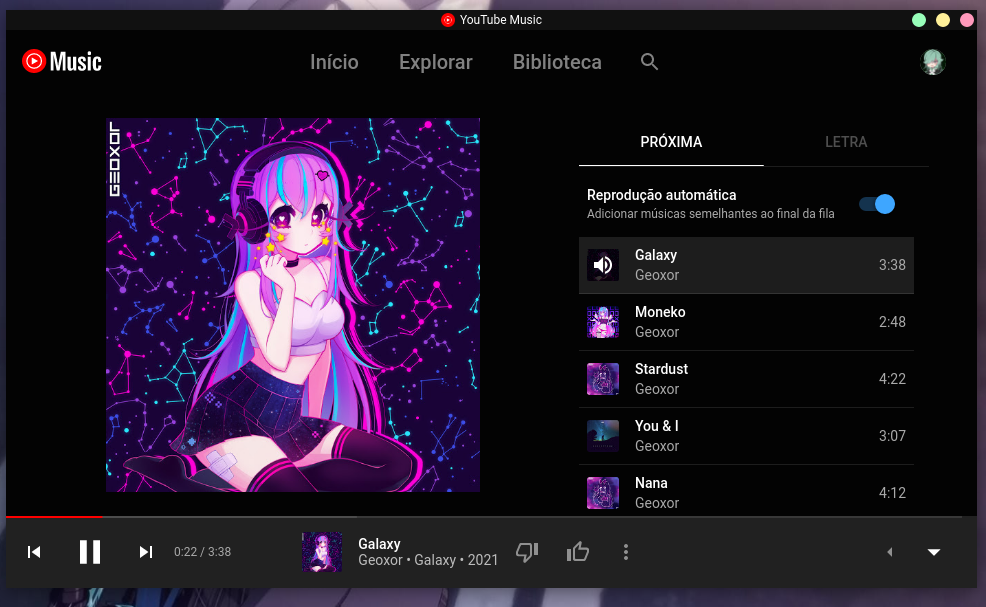 YouTube Music
Music
Início Explorar Biblioteca
GEOXOR
PRÓXIMA LETRA
Reprodução automática
Adicionar músicas semelhantes ao final da fila
Galaxy
Geoxor
3:38
Moneko
Geoxor
2:48
Stardust
Geoxor
4:22
You & I
Geoxor
3:07
Nana
Geoxor
4:12
0:22 / 3:38
Galaxy
Geoxor • Galaxy • 2021